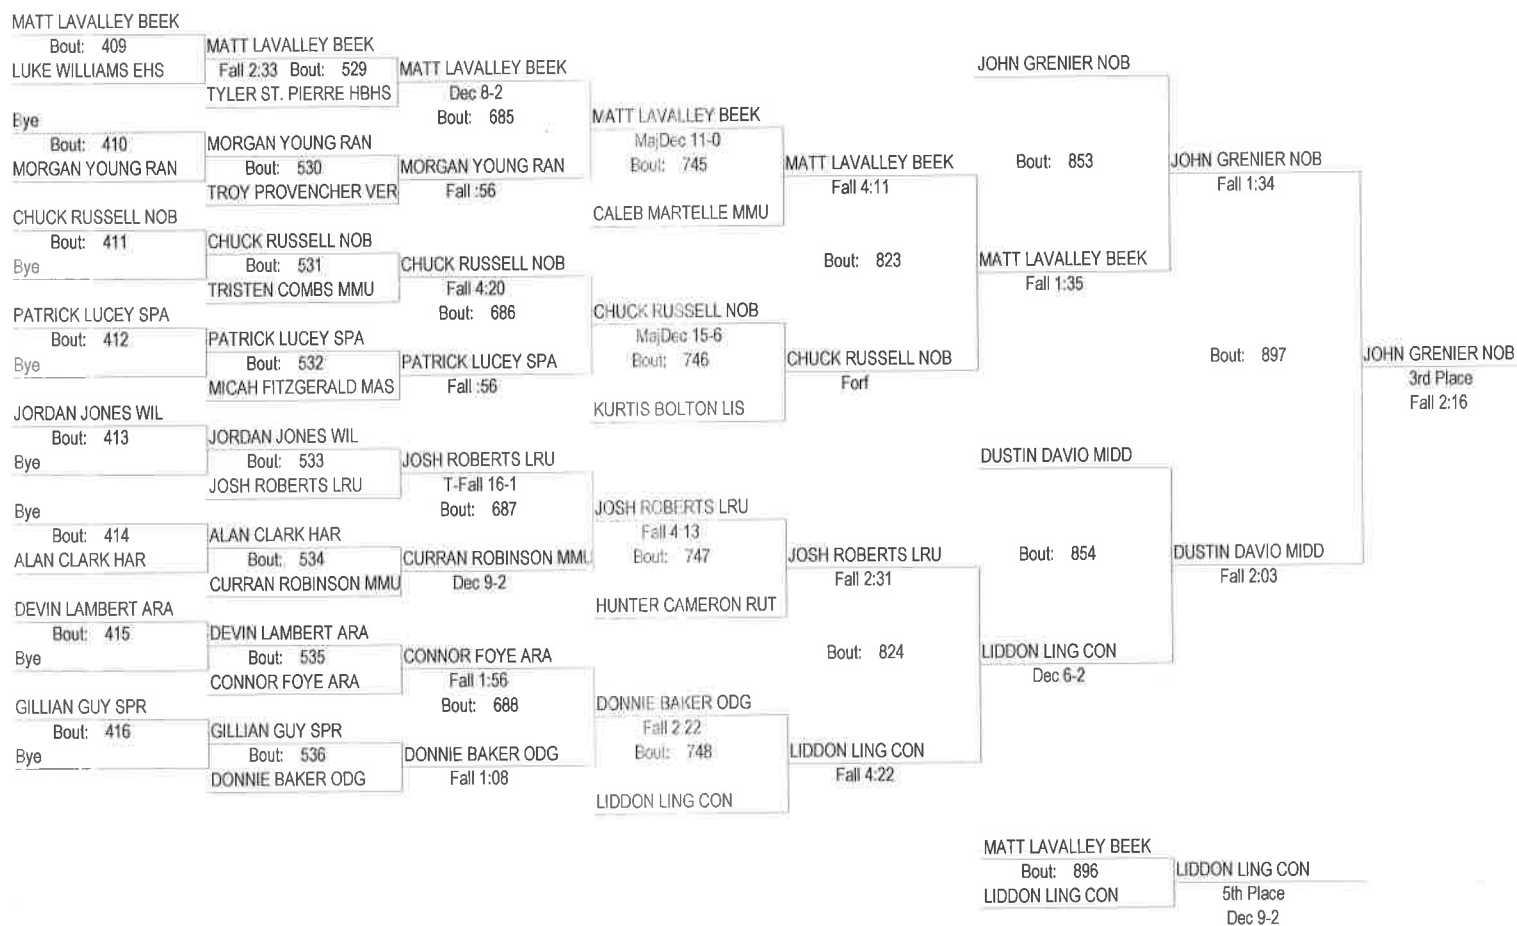 MATT LAVALLEY BEEK
Bout: 409
LUKE WILLIAMS EHS
Bye
Bout: 410
MORGAN YOUNG RAN
CHUCK RUSSELL NOB
Bout: 411
Bye
PATRICK LUCEY SPA
Bout: 412
Bye
JORDAN JONES WIL
Bout: 413
Bye
Bye
Bout: 414
ALAN CLARK HAR
DEVIN LAMBERT ARA
Bout: 415
Bye
GILLIAN GUY SPR
Bout: 416
Bye
MATT LAVALLEY BEEK
Fall 2:33 Bout: 529
TYLER ST. PIERRE HBHS
MORGAN YOUNG RAN
Bout: 530
TROY PROVENCHER VER
CHUCK RUSSELL NOB
Bout: 531
TRISTEN COMBS MMU
PATRICK LUCEY SPA
Bout: 532
MICAH FITZGERALD MAS
JORDAN JONES WIL
Bout: 533
JOSH ROBERTS LRU
ALAN CLARK HAR
Bout: 534
CURRAN ROBINSON MMU
DEVIN LAMBERT ARA
Bout: 535
CONNOR FOYE ARA
GILLIAN GUY SPR
Bout: 536
DONNIE BAKER ODG
MATT LAVALLEY BEEK
Dec 8-2
Bout: 685
MORGAN YOUNG RAN
Fall :56
CHUCK RUSSELL NOB
Fall 4:20
Bout: 686
PATRICK LUCEY SPA
Fall :56
JOSH ROBERTS LRU
T-Fall 16-1
Bout: 687
CURRAN ROBINSON MMU
Dec 9-2
CONNOR FOYE ARA
Fall 1:56
Bout: 688
DONNIE BAKER ODG
Fall 1:08
MATT LAVALLEY BEEK
MajDec 11-0
Bout: 745
CALEB MARTELLE MMU
CHUCK RUSSELL NOB
MajDec 15-6
Bout: 746
KURTIS BOLTON LIS
JOSH ROBERTS LRU
Fall 4:13
Bout: 747
HUNTER CAMERON RUT
DONNIE BAKER ODG
Fall 2:22
Bout: 748
LIDDON LING CON
MATT LAVALLEY BEEK
Fall 4:11
Bout: 823
CHUCK RUSSELL NOB
Forf
JOSH ROBERTS LRU
Fall 2:31
Bout: 824
LIDDON LING CON
Fall 4:22
JOHN GRENIER NOB
Bout: 853
MATT LAVALLEY BEEK
Fall 1:35
DUSTIN DAVIO MIDD
Bout: 854
LIDDON LING CON
Dec 6-2
JOHN GRENIER NOB
Fall 1:34
Bout: 897
DUSTIN DAVIO MIDD
Fall 2:03
JOHN GRENIER NOB
3rd Place
Fall 2:16
MATT LAVALLEY BEEK
Bout: 896
LIDDON LING CON
LIDDON LING CON
5th Place
Dec 9-2